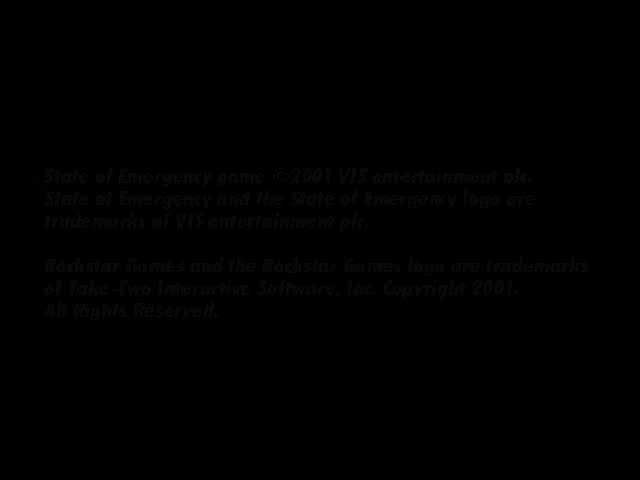 State of Emergency game ©2001 VIS entertainment plc.
State of Emergency and the State of Emergency logo are
trademarks of VIS entertainment plc.
Rockstar Games and the Rockstar Games logo are trademarks
of Take-Two Interactive Software, Inc. Copyright 2001.
All Rights Reserved.